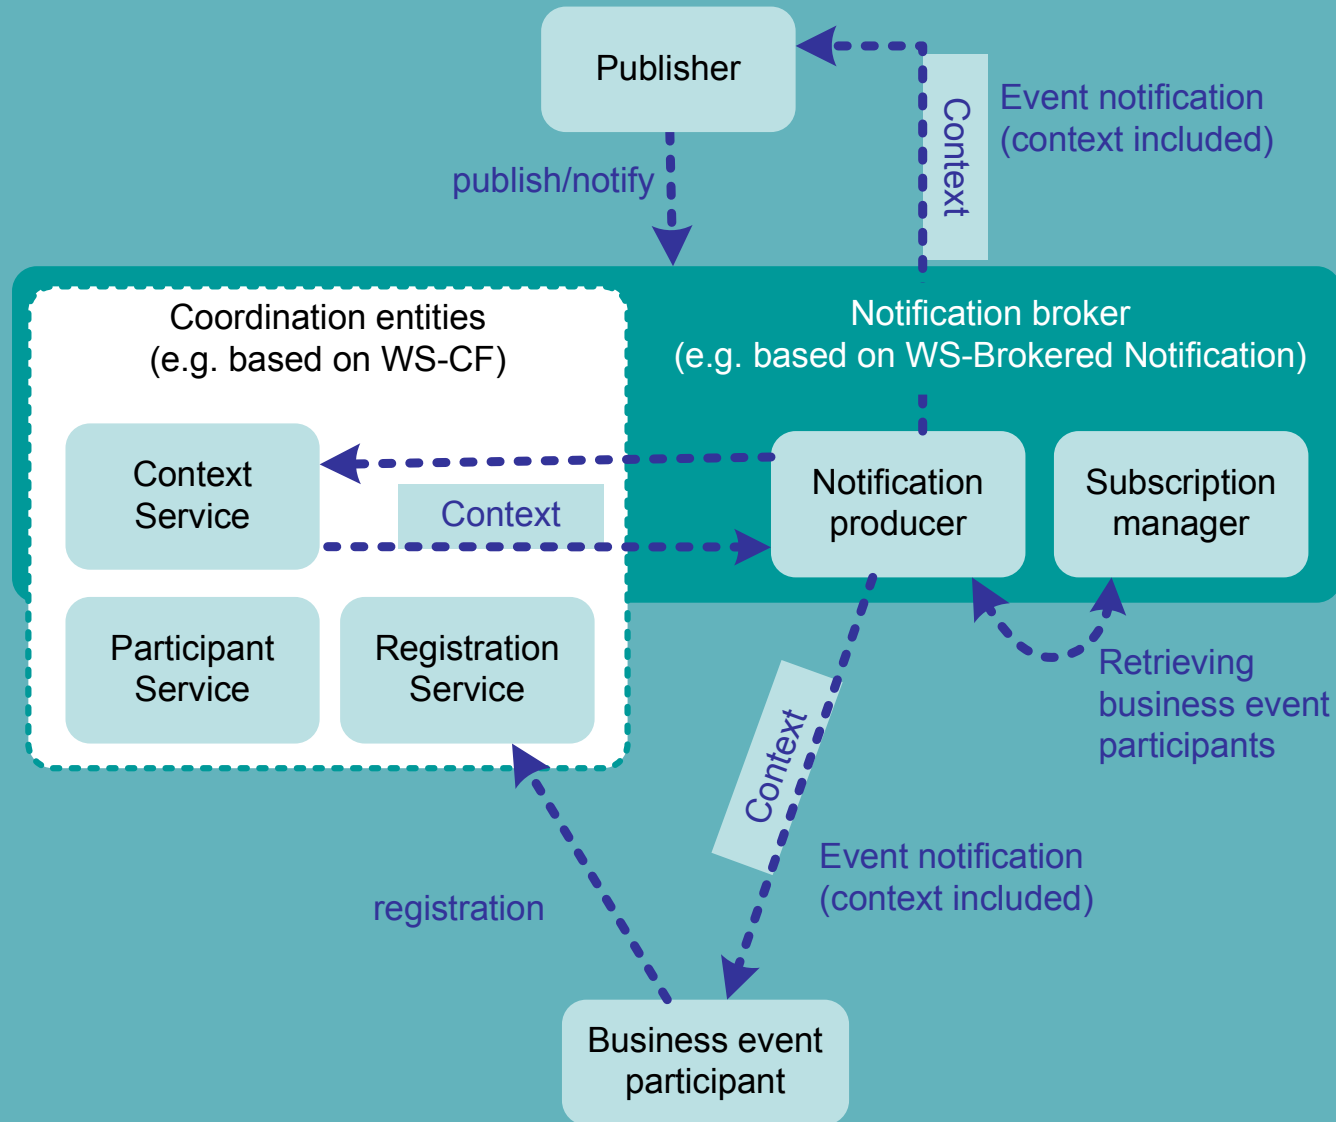 Publisher
Context
Event notification
(context included)
publish/notify
Coordination entities
(e.g. based on WS-CF)
Notification broker
(e.g. based on WS-Brokered Notification)
Context
Service
Context
Notification
producer
Subscription
manager
Participant
Service
Registration
Service
Retrieving
business event
participants
Context
Event notification
(context included)
registration
Business event
participant